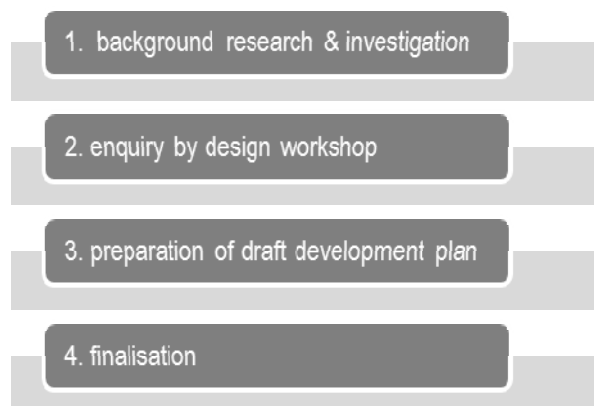 1. background research & investigation
2. enquiry by design workshop
3. preparation of draft development plan
4. finalisation